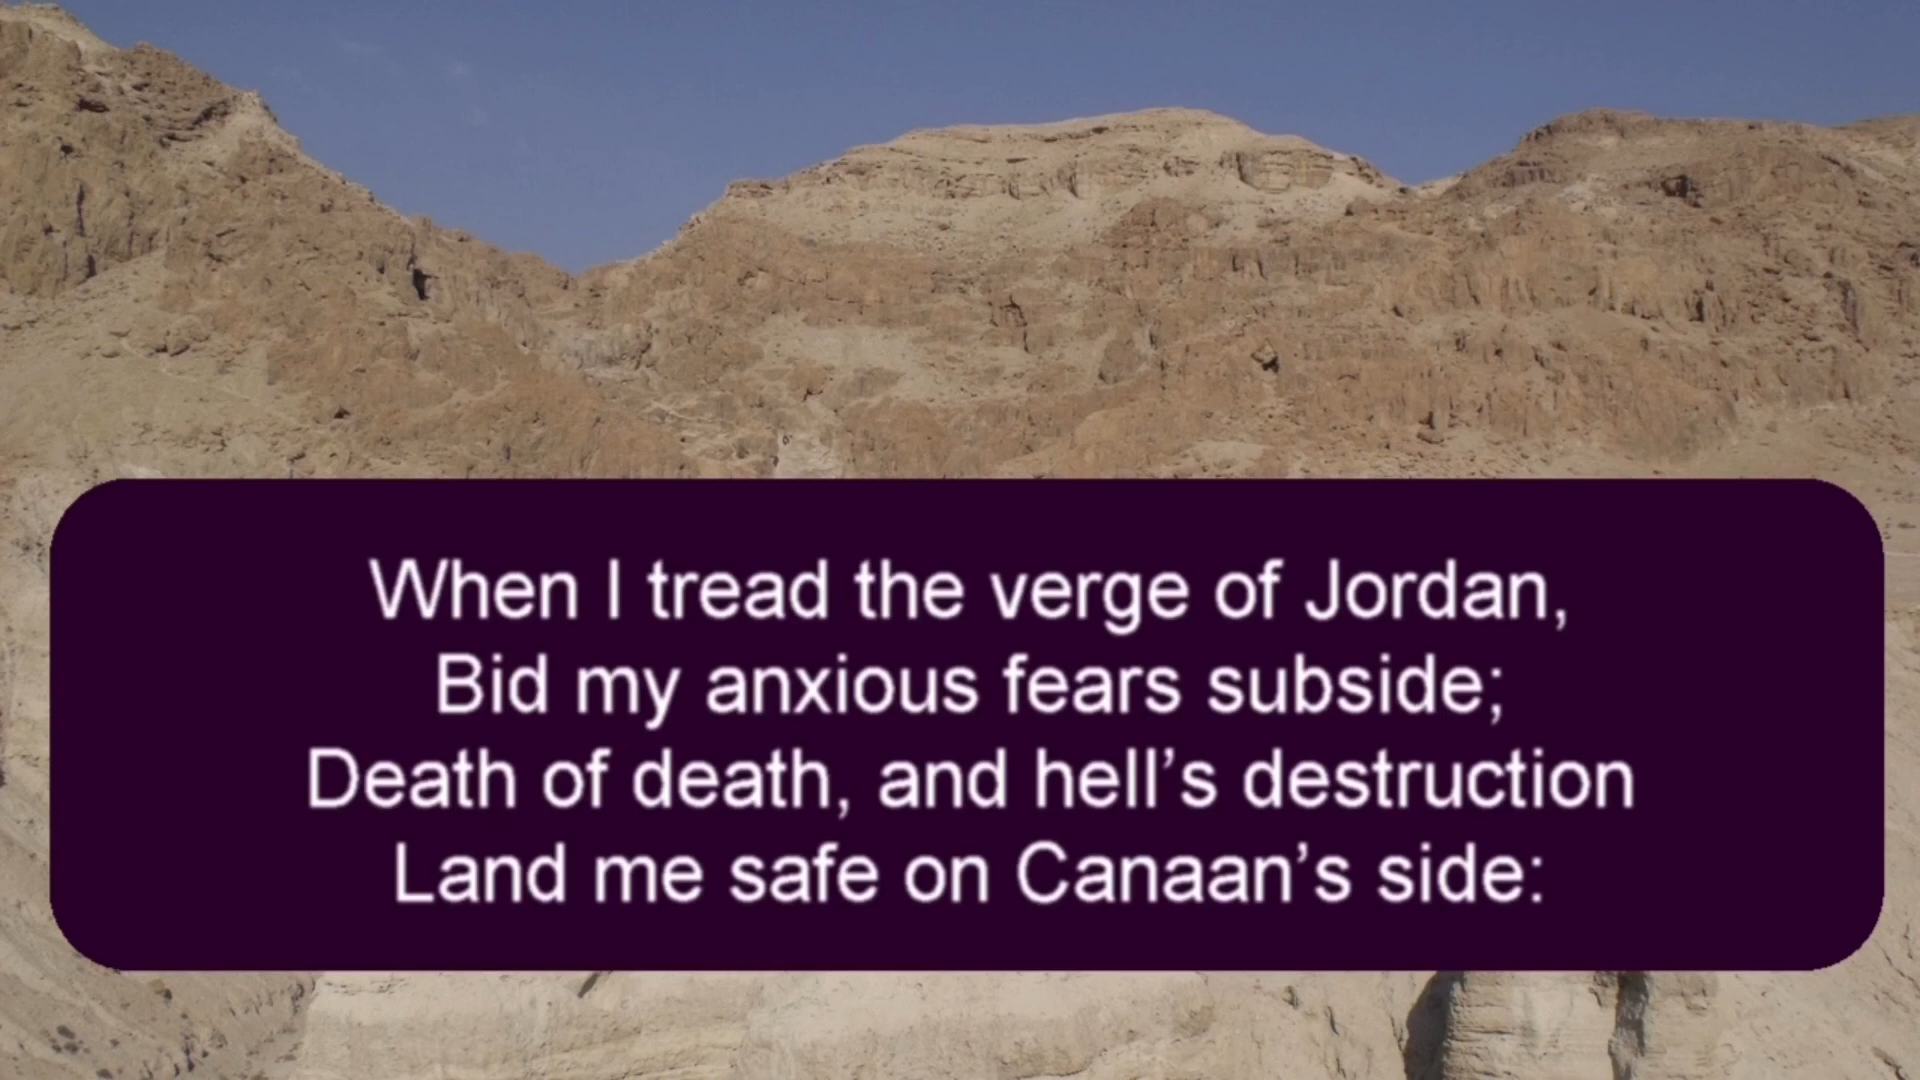 When I tread the verge of Jordan,
Bid my anxious fears subside;
Death of death, and hell’s destruction
Land me safe on Canaan’s side: